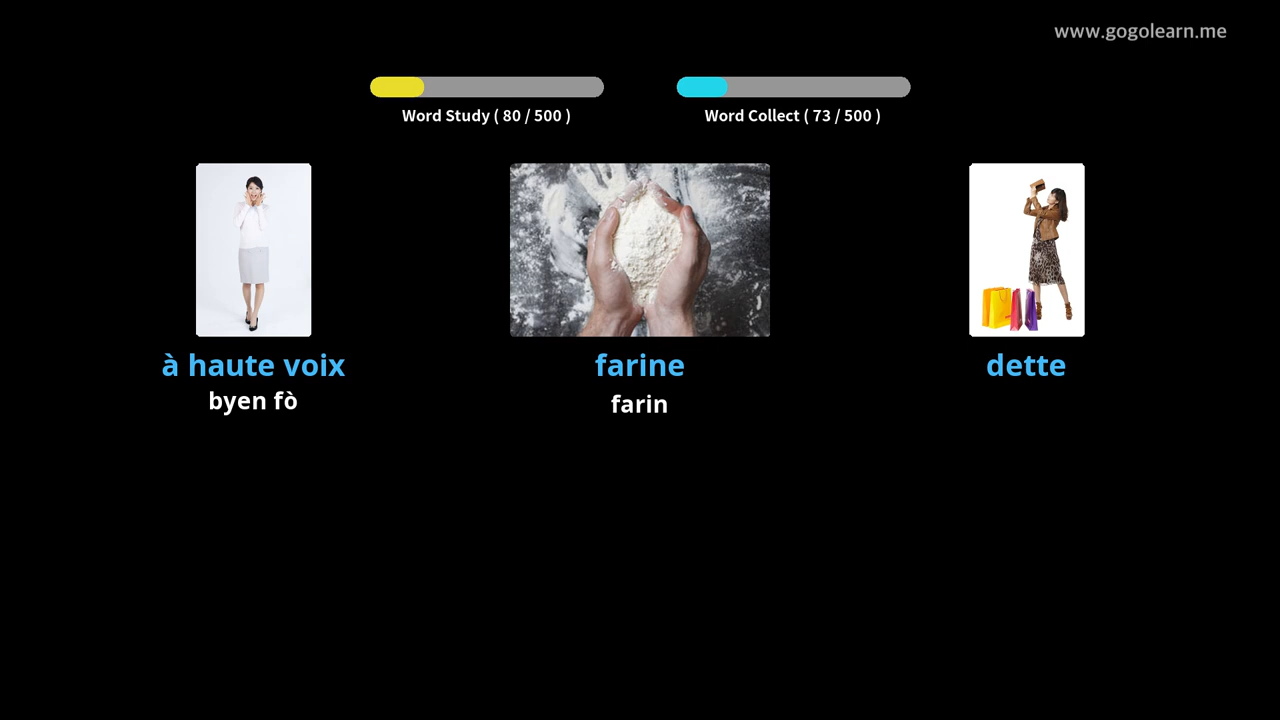 www.gogolearn.me
Word Study ( 80 / 500 )
Word Collect ( 73 / 500 )
à haute voix
byen fò
farine
farin
dette